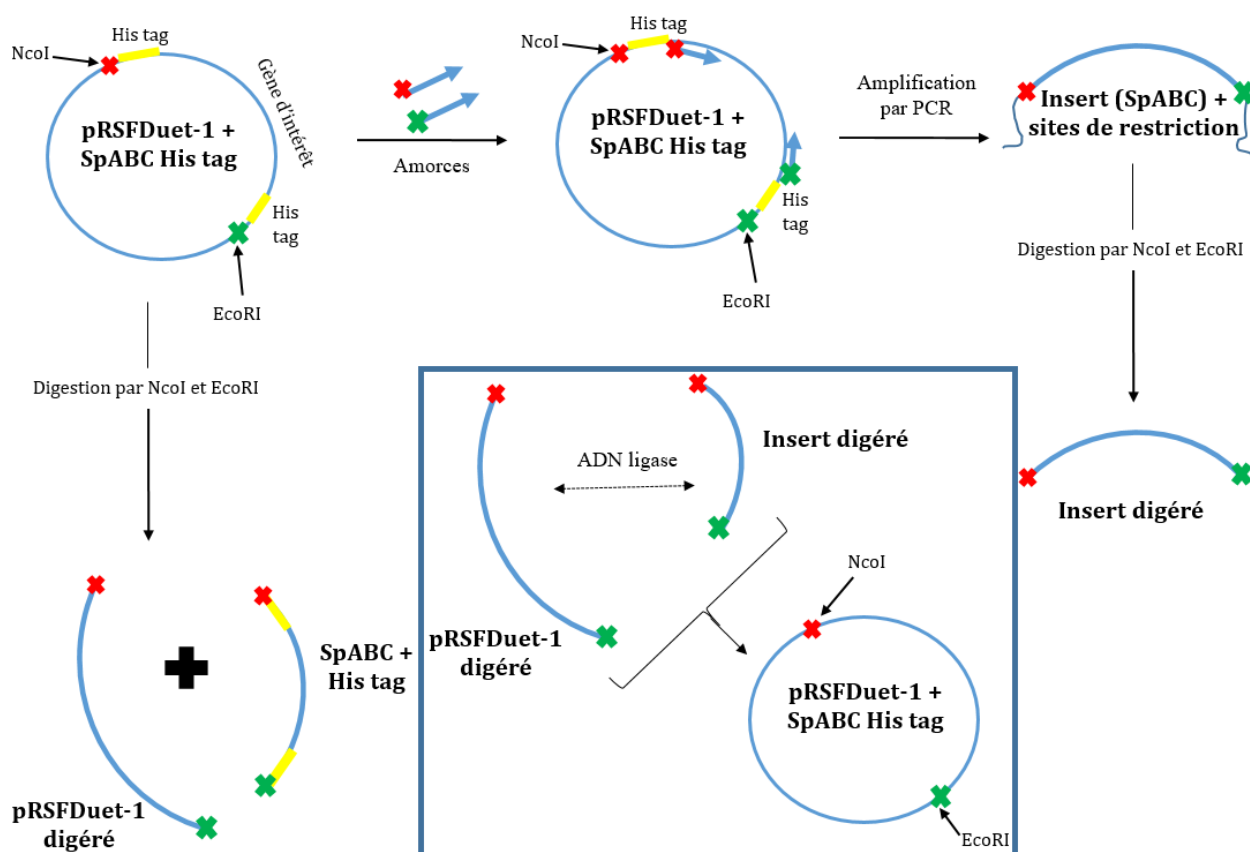 NcoI
His tag
Gène d'intérêt
pRSFDuet-1 +
SpABC His tag
His
tag
EcoRI
Amorces
His tag
NcoI
pRSFDuet-1 +
SpABC His tag
His
tag
EcoRI
Amplification
par PCR
Insert (SpABC) +
sites de restriction
Digestion par NcoI et EcoRI
Insert digéré
Digestion par NcoI et EcoRI
pRSFDuet-1
digéré
SpABC +
His tag
Insert digéré
ADN ligase
pRSFDuet-1
digéré
NcoI
pRSFDuet-1 +
SpABC His tag
EcoRI